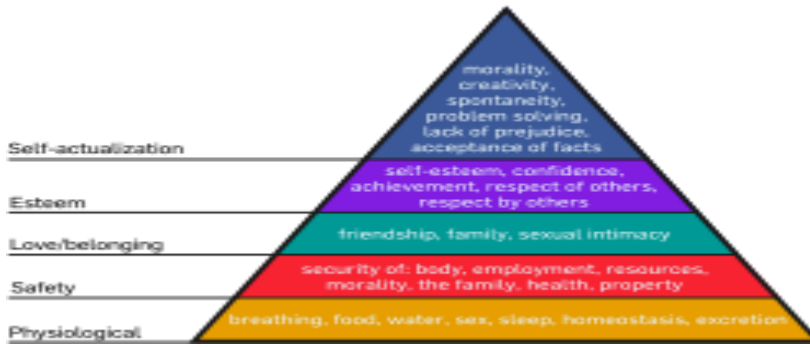 morality,
creativity,
spontaneity,
problem solving,
lack of prejudice,
acceptance of facts
Self-actualization
self-esteem, confidence,
achievement, respect of others,
respect by others
Esteem
friendship, family, sexual intimacy
Love/belonging
security of: body, employment, resources,
morality, the family, health, property
Safety
breathing, food, water, sex, sleep, homeostasis, excretion
Physiological